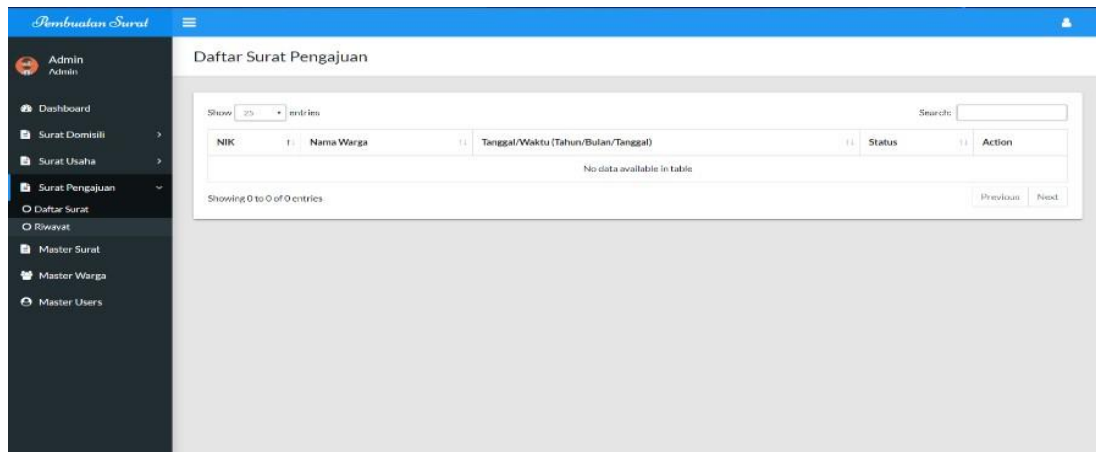 Pembuatan Surat
Admin
Admin
Dashboard
Surat Domisili
Surat Usaha
Surat Pengajuan
Daftar Surat
Riwayat
Master Surat
Master Warga
Master Users
Daftar Surat Pengajuan
Show 25 entries
Search:
NIK Nama Warga Tanggal/Waktu (Tahun/Bulan/Tanggal) Status Action
No data available in table
Showing 0 to 0 of 0 entries
Previous Next